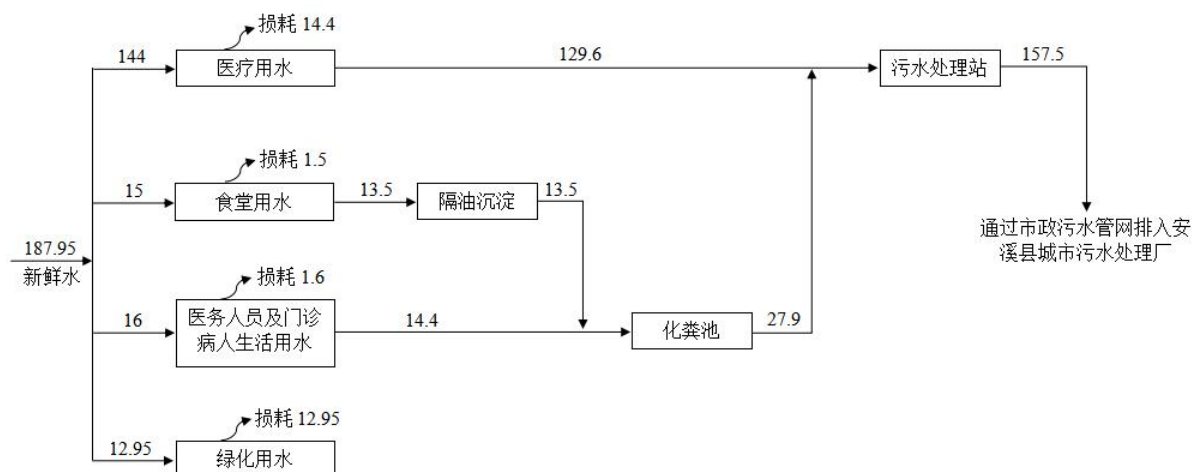 损耗 14.4
144
医疗用水
129.6
污水处理站
157.5
损耗 1.5
15
食堂用水
13.5
隔油沉淀
13.5
通过市政污水管网排入安
溪县城市污水处理厂
187.95
新鲜水
损耗 1.6
16
医务人员及门诊
病人生活用水
14.4
化粪池
27.9
损耗 12.95
12.95
绿化用水